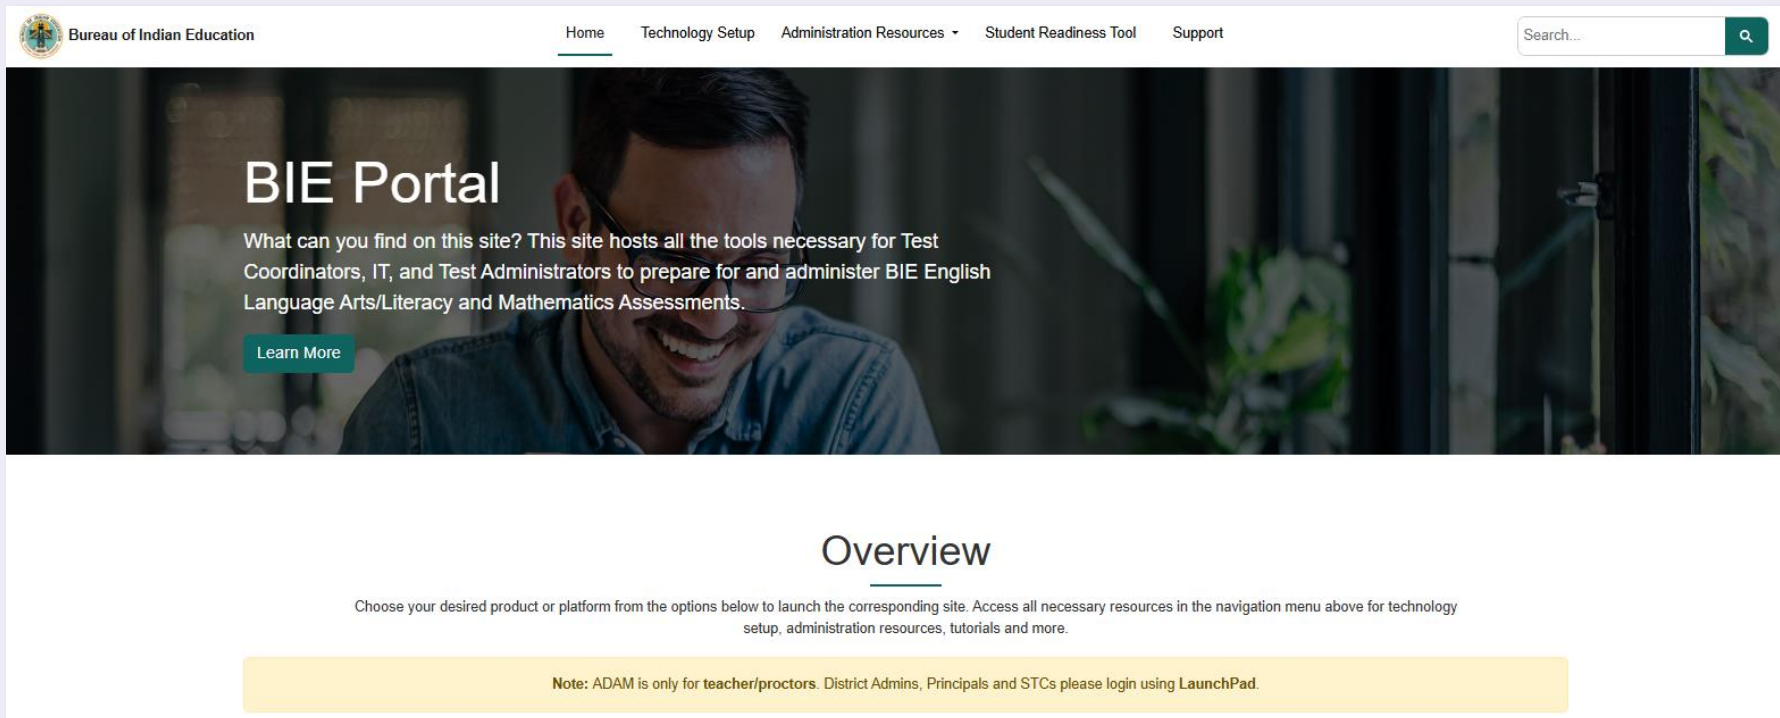 Bureau of Indian Education
Home
Technology Setup
Administration Resources
Student Readiness Tool
Support
Search...
BIE Portal
What can you find on this site? This site hosts all the tools necessary for Test
Coordinators, IT, and Test Administrators to prepare for and administer BIE English
Language Arts/Literacy and Mathematics Assessments.
Learn More
Overview
Choose your desired product or platform from the options below to launch the corresponding site. Access all necessary resources in the navigation menu above for technology
setup, administration resources, tutorials and more.
Note: ADAM is only for teacher/proctors. District Admins, Principals and STCs please login using LaunchPad.